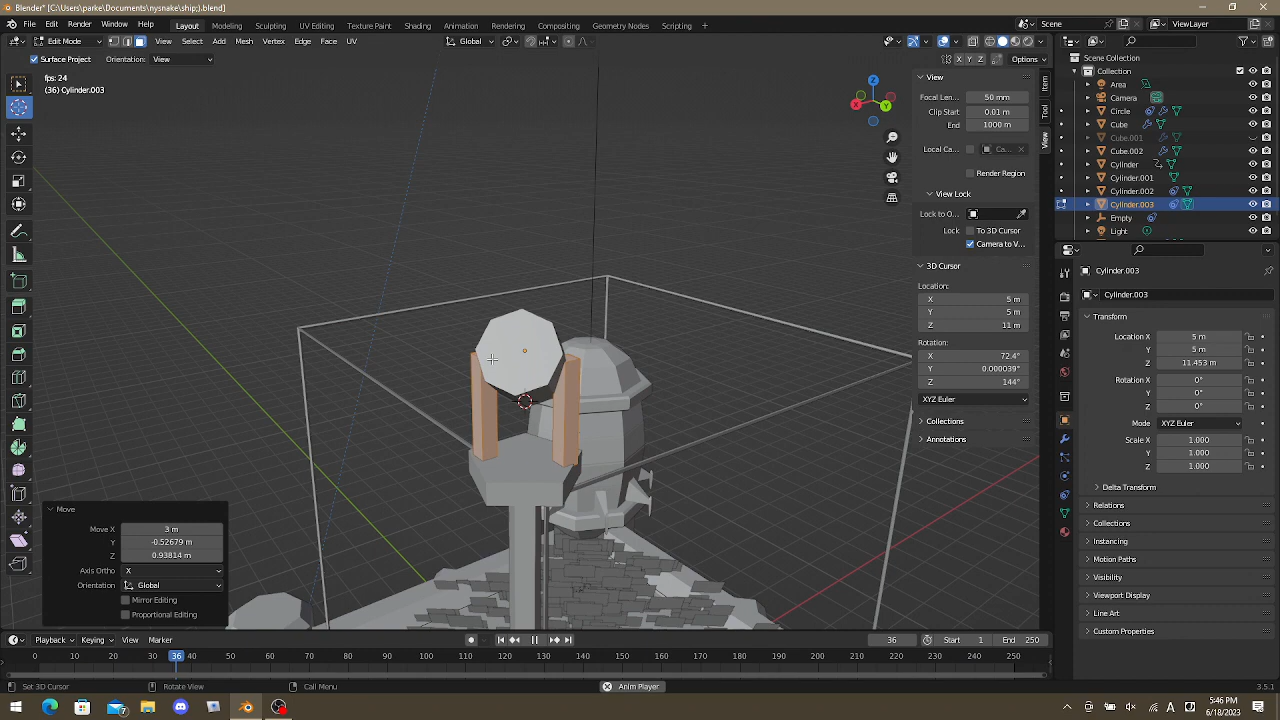 Blender* [C:\Users\parke\Documents\nysnake\ship;).blend]
File Edit Render Window Help Layout Modeling Sculpting UV Editing Texture Paint Shading Animation Rendering Compositing Geometry Nodes Scripting + Scene ViewLayer
Edit Mode View Select Add Mesh Vertex Edge Face UV Global
Surface Project Orientation: View X Y Z Options
fps: 24
(36) Cylinder.003
Z
X
Y
View
Focal Len... 50 mm
Clip Start 0.01 m
End 1000 m
Local Ca... Ca...
Render Region
View Lock
Lock to O...
Lock To 3D Cursor
Camera to V...
3D Cursor
Location:
X 5 m
Y 5 m
Z 11 m
Rotation:
X 72.4°
Y 0.000039°
Z 144°
XYZ Euler
Collections
Annotations
Item
Tool
View
Scene Collection
Collection
Area
Camera
Circle
Cube
Cube.001
Cube.002
Cylinder
Cylinder.001
Cylinder.002
Cylinder.003
Empty
Light
Cylinder.003
Cylinder.003
Transform
Location X 5 m
Y 5 m
Z 11.453 m
Rotation X 0°
Y 0°
Z 0°
Mode XYZ Euler
Scale X 1.000
Y 1.000
Z 1.000
Delta Transform
Relations
Collections
Instancing
Motion Paths
Visibility
Viewport Display
Line Art
Custom Properties
Move
Move X 3 m
Y -0.52679 m
Z 0.93814 m
Axis Ortho X
Orientation Global
Mirror Editing
Proportional Editing
Playback Keying View Marker 36 Start 1 End 250
0 10 20 30 36 40 50 60 70 80 90 100 110 120 130 140 150 160 170 180 190 200 210 220 230 240 250
Set 3D Cursor Rotate View Call Menu Anim Player 3.5.1
7
A
5:46 PM
6/18/2023